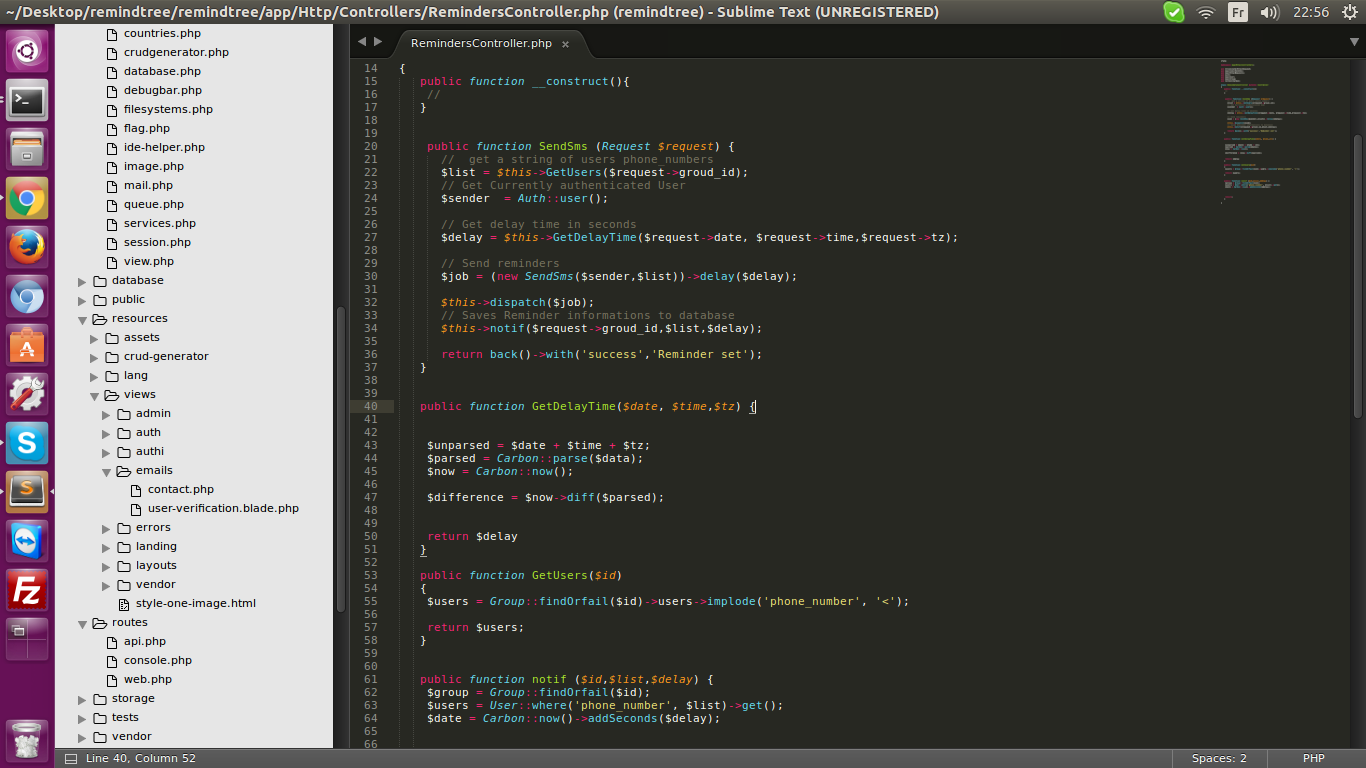 ~/Desktop/remindtree/remindtree/app/Http/Controllers/RemindersController.php (remindtree) - Sublime Text (UNREGISTERED)
Fr
22:56
countries.php
crudgenerator.php
database.php
debugbar.php
filesystems.php
flag.php
ide-helper.php
image.php
mail.php
queue.php
services.php
session.php
view.php
database
public
resources
assets
crud-generator
lang
views
admin
auth
authi
emails
contact.php
user-verification.blade.php
errors
landing
layouts
vendor
style-one-image.html
routes
api.php
console.php
web.php
storage
tests
vendor
RemindersController.php ×
14 {
15 public function __construct(){
16 //
17 }
18
19
20 public function SendSms (Request $request) {
21 //  get a string of users phone_numbers
22 $list = $this->GetUsers($request->groud_id);
23 // Get Currently authenticated User
24 $sender  = Auth::user();
25
26 // Get delay time in seconds
27 $delay = $this->GetDelayTime($request->date, $request->time,$request->tz);
28
29 // Send reminders
30 $job = (new SendSms($sender,$list))->delay($delay);
31
32 $this->dispatch($job);
33 // Saves Reminder informations to database
34 $this->notif($request->groud_id,$list,$delay);
35
36 return back()->with('success','Reminder set');
37 }
38
39
40 public function GetDelayTime($date, $time,$tz) {
41
42
43 $unparsed = $date + $time + $tz;
44 $parsed = Carbon::parse($data);
45 $now = Carbon::now();
46
47 $difference = $now->diff($parsed);
48
49
50 return $delay
51 }
52
53 public function GetUsers($id)
54 {
55 $users = Group::findOrfail($id)->users->implode('phone_number', '<');
56
57 return $users;
58 }
59
60
61 public function notif ($id,$list,$delay) {
62 $group = Group::findOrfail($id);
63 $users = User::where('phone_number', $list)->get();
64 $date = Carbon::now()->addSeconds($delay);
65
66
Line 40, Column 52
Spaces: 2
PHP